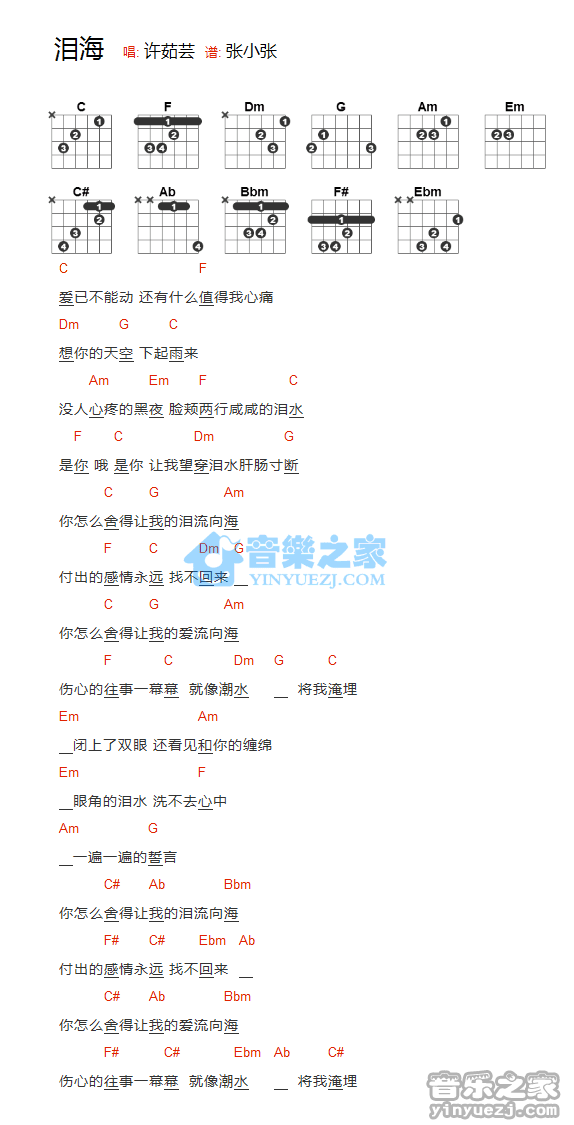 泪海 唱: 许茹芸 谱: 张小张
C F Dm G Am Em
C# Ab Bbm F# Ebm
C F
爱已不能动 还有什么值得我心痛
Dm G C
想你的天空 下起雨来
Am Em F C
没人心疼的黑夜 脸颊两行咸咸的泪水
F C Dm G
是你 哦 是你 让我望穿泪水肝肠寸断
C G Am
你怎么舍得让我的泪流向海
F C Dm G
付出的感情永远 找不回来
C G Am
你怎么舍得让我的爱流向海
F C Dm G C
伤心的往事一幕幕 就像潮水 将我淹埋
Em Am
闭上了双眼 还看见和你的缠绵
Em F
眼角的泪水 洗不去心中
Am G
一遍一遍的誓言
C# Ab Bbm
你怎么舍得让我的泪流向海
F# C# Ebm Ab
付出的感情永远 找不回来
C# Ab Bbm
你怎么舍得让我的爱流向海
F# C# Ebm Ab C#
伤心的往事一幕幕 就像潮水 将我淹埋
音樂之家
YINYUEZJ.COM
音乐之家
yinyuezj.com